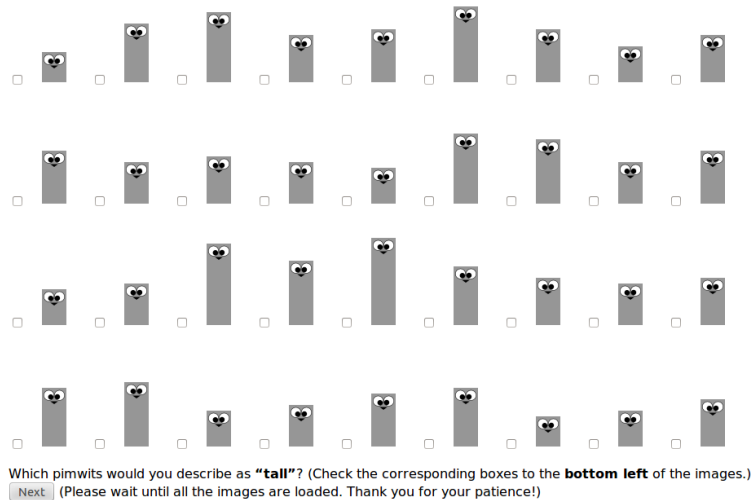 Which pimwits would you describe as “tall”? (Check the corresponding boxes to the bottom left of the images.)
Next (Please wait until all the images are loaded. Thank you for your patience!)